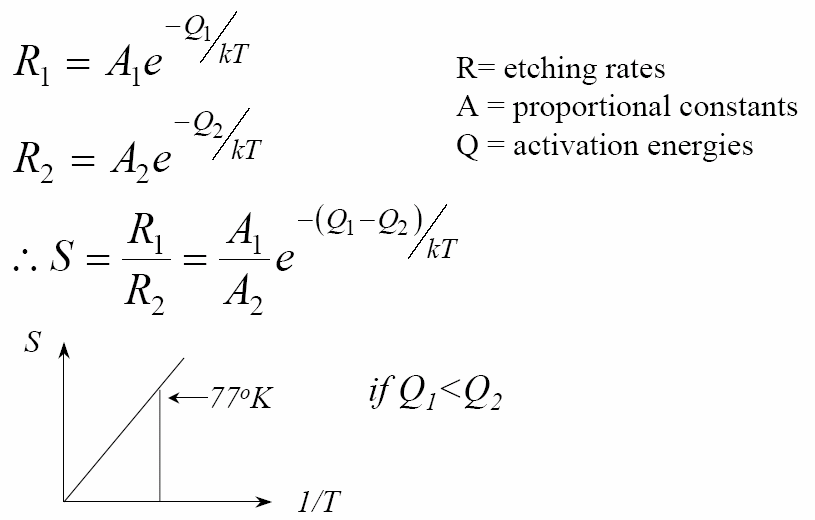 R₁ = A₁e^(-Q₁/kT)
R₂ = A₂e^(-Q₂/kT)
∴ S = R₁/R₂ = A₁/A₂ e^(-(Q₁-Q₂)/kT)
R= etching rates
A = proportional constants
Q = activation energies
S
77°K
1/T
if Q₁<Q₂